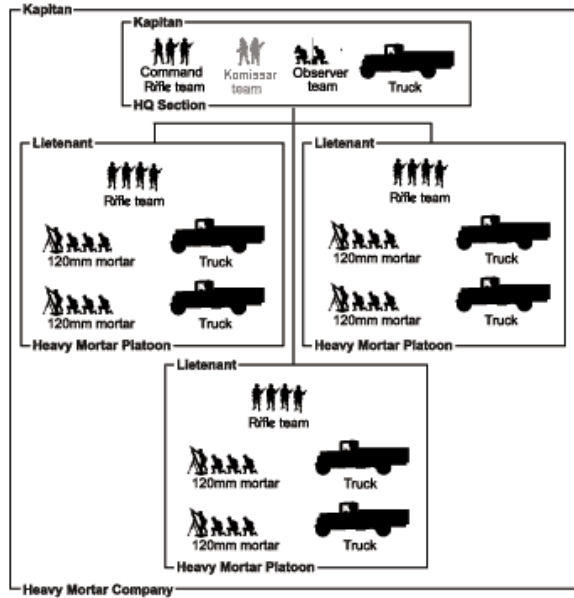 Kapitan
Kapitan
Command
Rifle team
Komissar
team
Observer
team
Truck
HQ Section
Lietenant
Rifle team
120mm mortar
Truck
120mm mortar
Truck
Heavy Mortar Platoon
Lietenant
Rifle team
120mm mortar
Truck
120mm mortar
Truck
Heavy Mortar Platoon
Lietenant
Rifle team
120mm mortar
Truck
120mm mortar
Truck
Heavy Mortar Platoon
Heavy Mortar Company